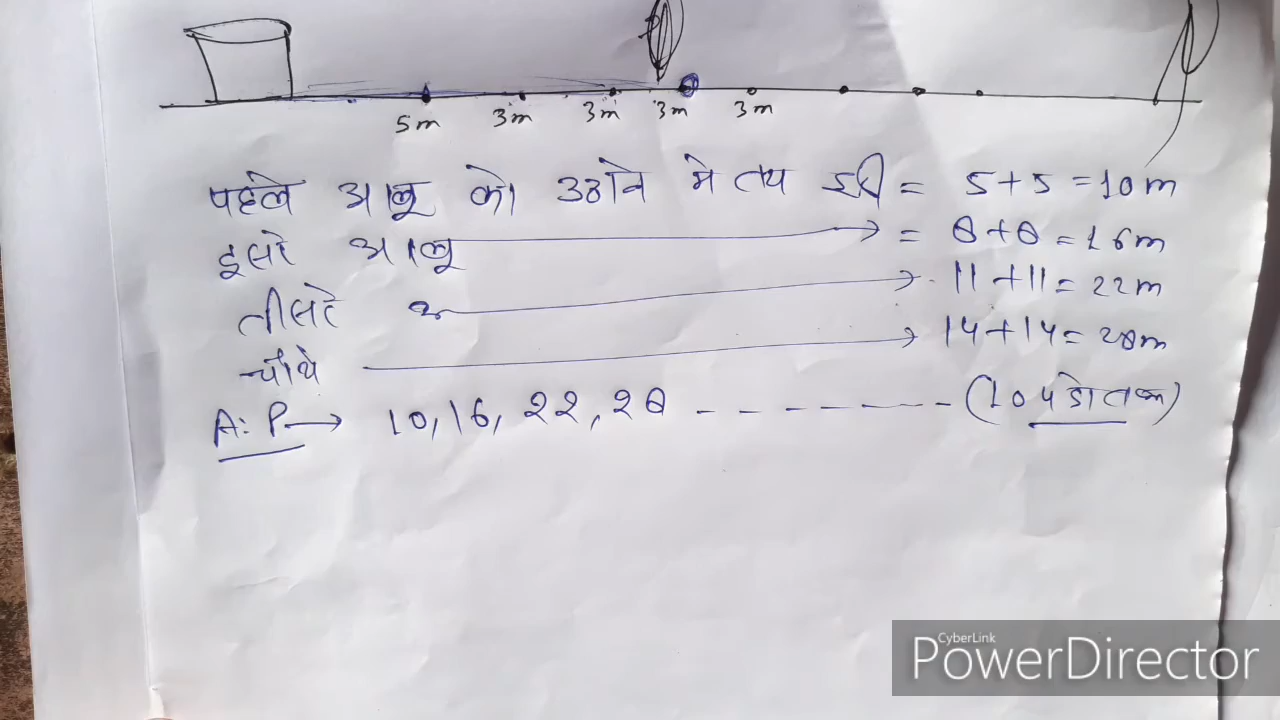 5m 3m 3m 3m 3m
पहले आलू को उठाने मे तय दूरी = 5+5 =10m
दुसरे आलू → = 8+8 =16m
तीसरे → 11+11= 22m
चौथे → 14+14= 28m
A.P → 10, 16, 22, 28 - - - - - - - (10 पदो तक)
CyberLink
PowerDirector